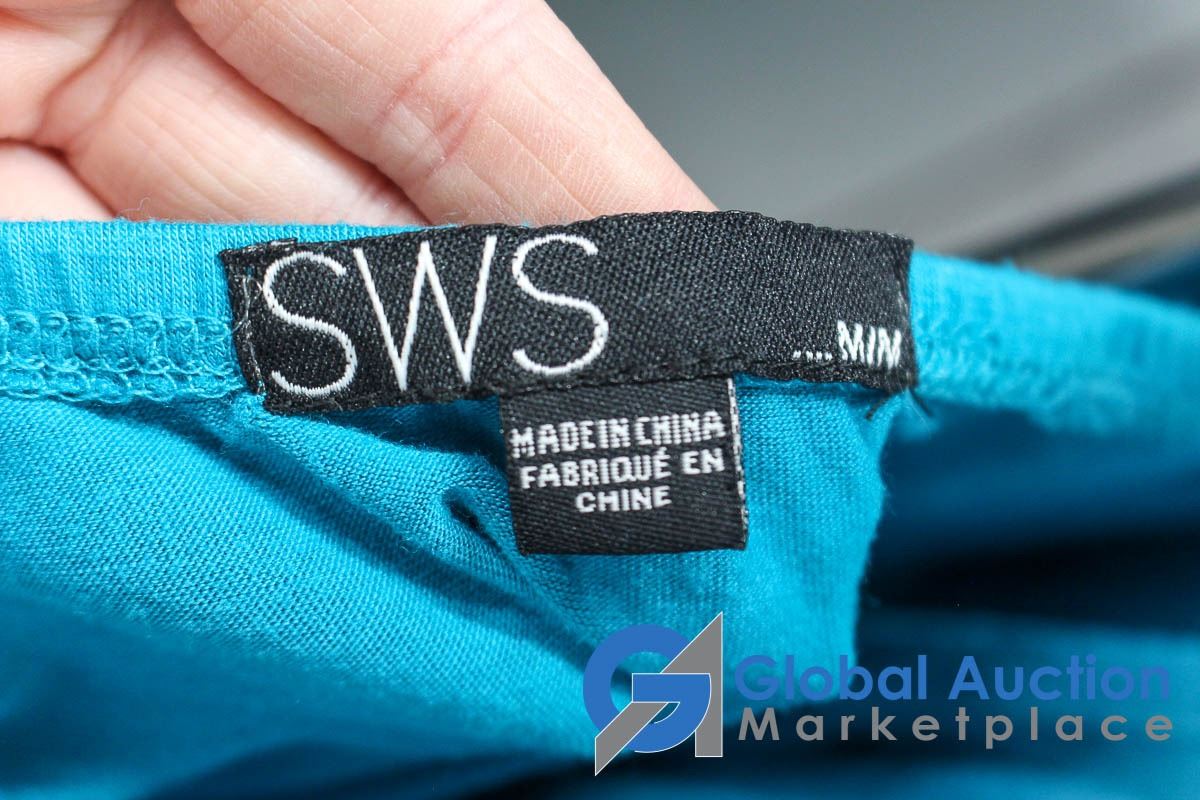 SWS
....M/M
MADE IN CHINA
FABRIQUÉ EN
CHINE
Global Auction
Marketplace